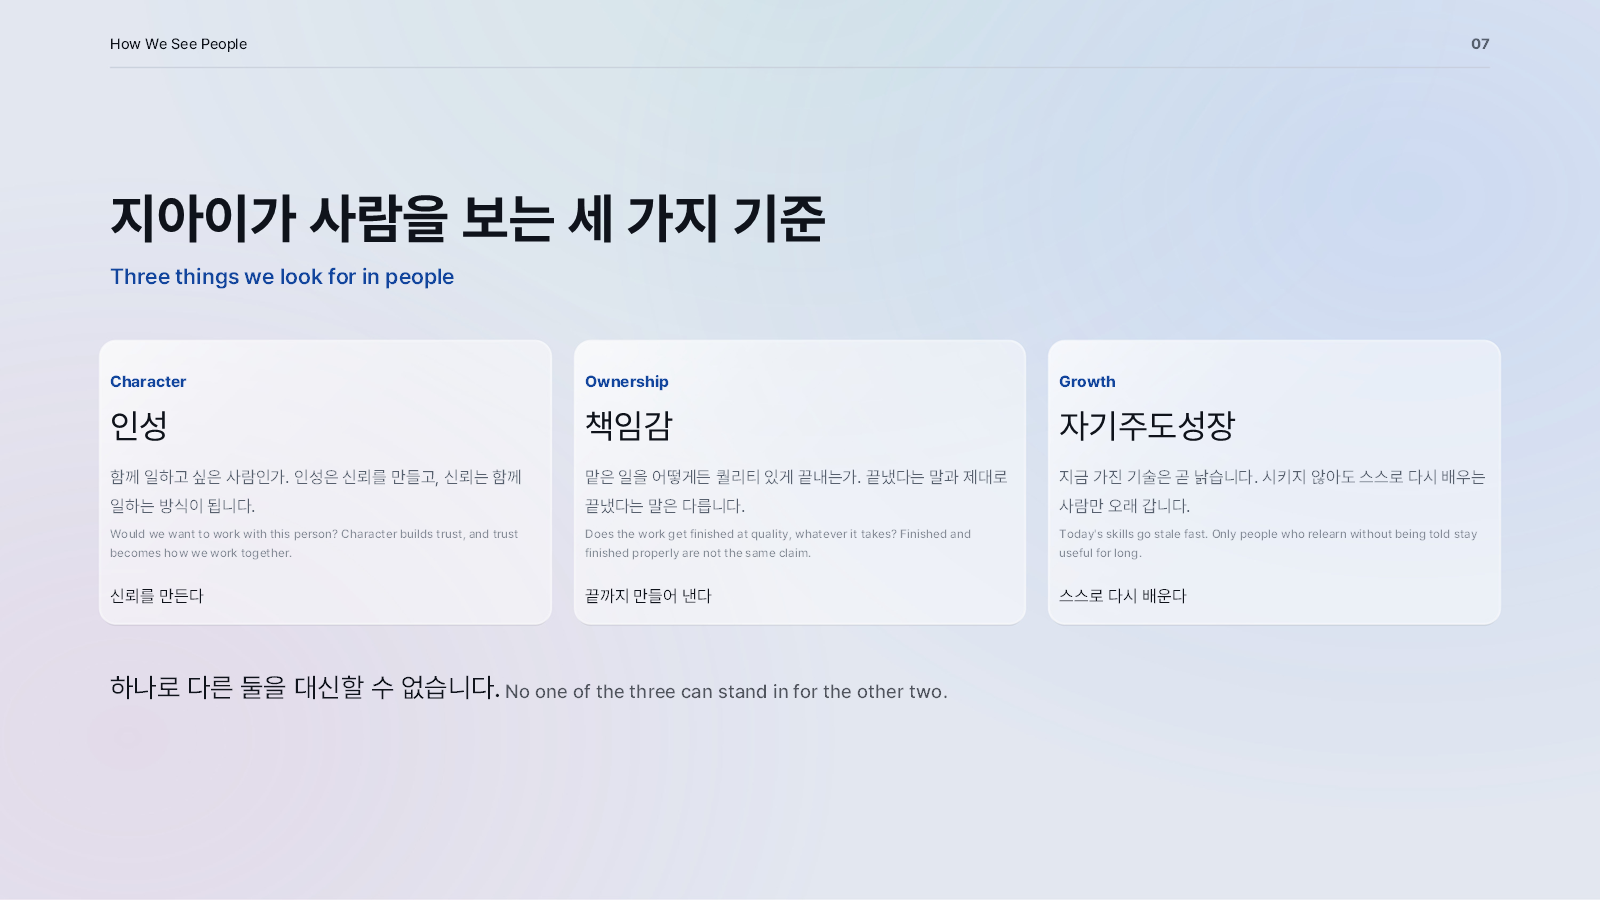 How We See People
07
지아이가 사람을 보는 세 가지 기준
Three things we look for in people
Character
인성
함께 일하고 싶은 사람인가. 인성은 신뢰를 만들고, 신뢰는 함께
일하는 방식이 됩니다.
Would we want to work with this person? Character builds trust, and trust
becomes how we work together.
신뢰를 만든다
Ownership
책임감
맡은 일을 어떻게든 퀄리티 있게 끝내는가. 끝냈다는 말과 제대로
끝냈다는 말은 다릅니다.
Does the work get finished at quality, whatever it takes? Finished and
finished properly are not the same claim.
끝까지 만들어 낸다
Growth
자기주도성장
지금 가진 기술은 곧 낡습니다. 시키지 않아도 스스로 다시 배우는
사람만 오래 갑니다.
Today's skills go stale fast. Only people who relearn without being told stay
useful for long.
스스로 다시 배운다
하나로 다른 둘을 대신할 수 없습니다. No one of the three can stand in for the other two.